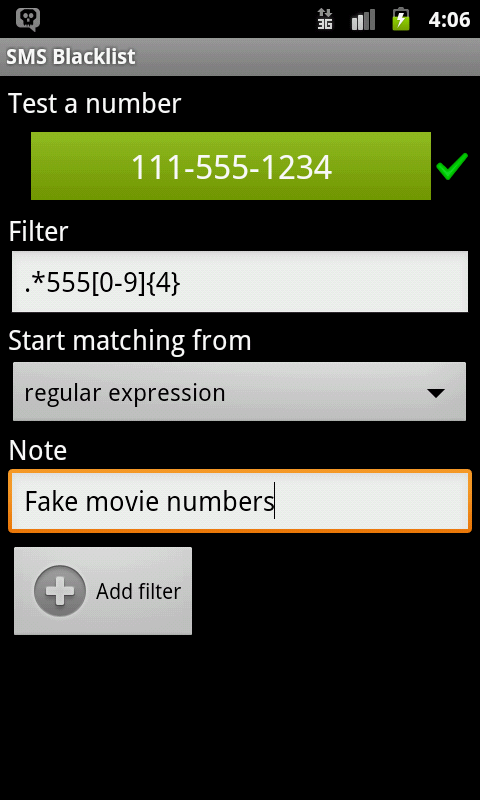 3G 4:06
SMS Blacklist
Test a number
111-555-1234
Filter
.*555[0-9]{4}
Start matching from
regular expression
Note
Fake movie numbers
Add filter